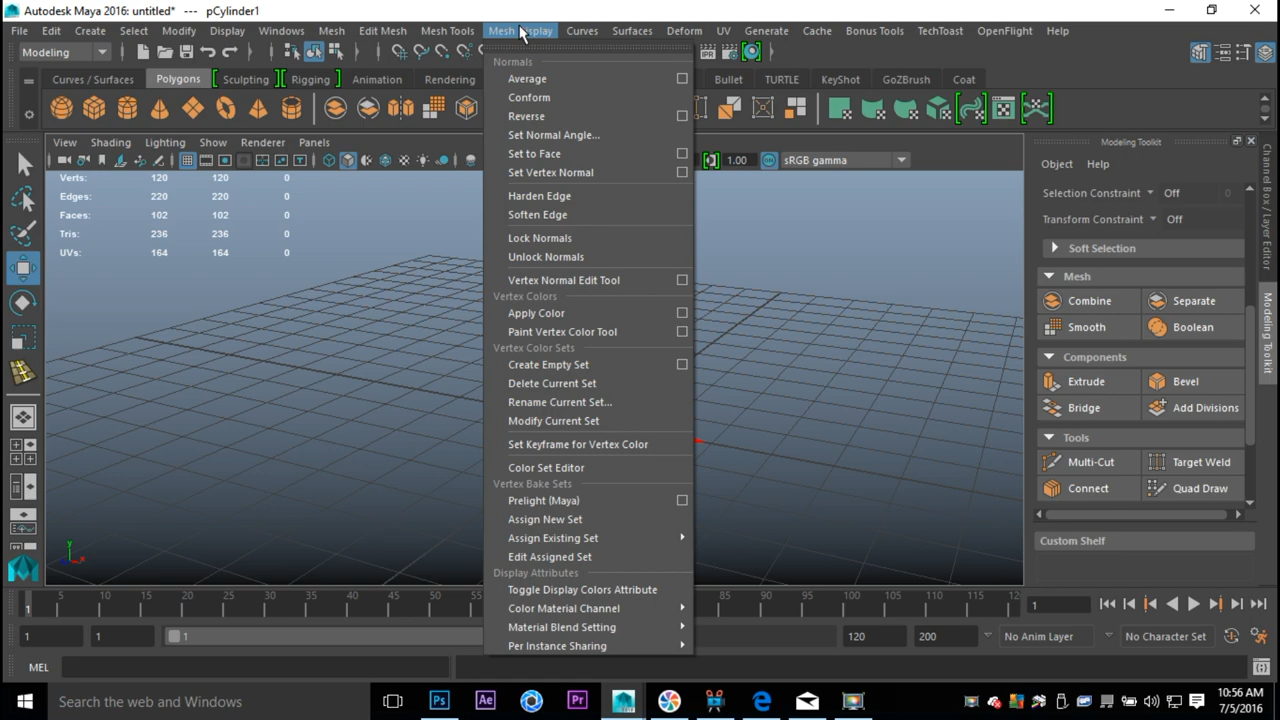 Autodesk Maya 2016: untitled* --- pCylinder1
File Edit Create Select Modify Display Windows Mesh Edit Mesh Mesh Tools Mesh Display Curves Surfaces Deform UV Generate Cache Bonus Tools TechToast OpenFlight Help
Modeling
Curves / Surfaces Polygons Sculpting Rigging Animation Rendering Bullet TURTLE KeyShot GoZBrush Coat
View Shading Lighting Show Renderer Panels
1.00 sRGB gamma
Verts: 120 120 0
Edges: 220 220 0
Faces: 102 102 0
Tris: 236 236 0
UVs: 164 164 0
Normals
Average
Conform
Reverse
Set Normal Angle...
Set to Face
Set Vertex Normal
Harden Edge
Soften Edge
Lock Normals
Unlock Normals
Vertex Normal Edit Tool
Vertex Colors
Apply Color
Paint Vertex Color Tool
Vertex Color Sets
Create Empty Set
Delete Current Set
Rename Current Set...
Modify Current Set
Set Keyframe for Vertex Color
Color Set Editor
Vertex Bake Sets
Prelight (Maya)
Assign New Set
Assign Existing Set
Edit Assigned Set
Display Attributes
Toggle Display Colors Attribute
Color Material Channel
Material Blend Setting
Per Instance Sharing
Modeling Toolkit
Object Help
Selection Constraint Off 0
Transform Constraint Off
Soft Selection
Mesh
Combine Separate
Smooth Boolean
Components
Extrude Bevel
Bridge Add Divisions
Tools
Multi-Cut Target Weld
Connect Quad Draw
Custom Shelf
Channel Box / Layer Editor
Modeling Toolkit
y
1 5 10 15 20 25 30 35 40 45 50 85 90 95 100 105 110 115 12
1
1 1 1 120 200 No Anim Layer No Character Set
MEL
Search the web and Windows
Ps Ae Pr
10:56 AM
7/5/2016